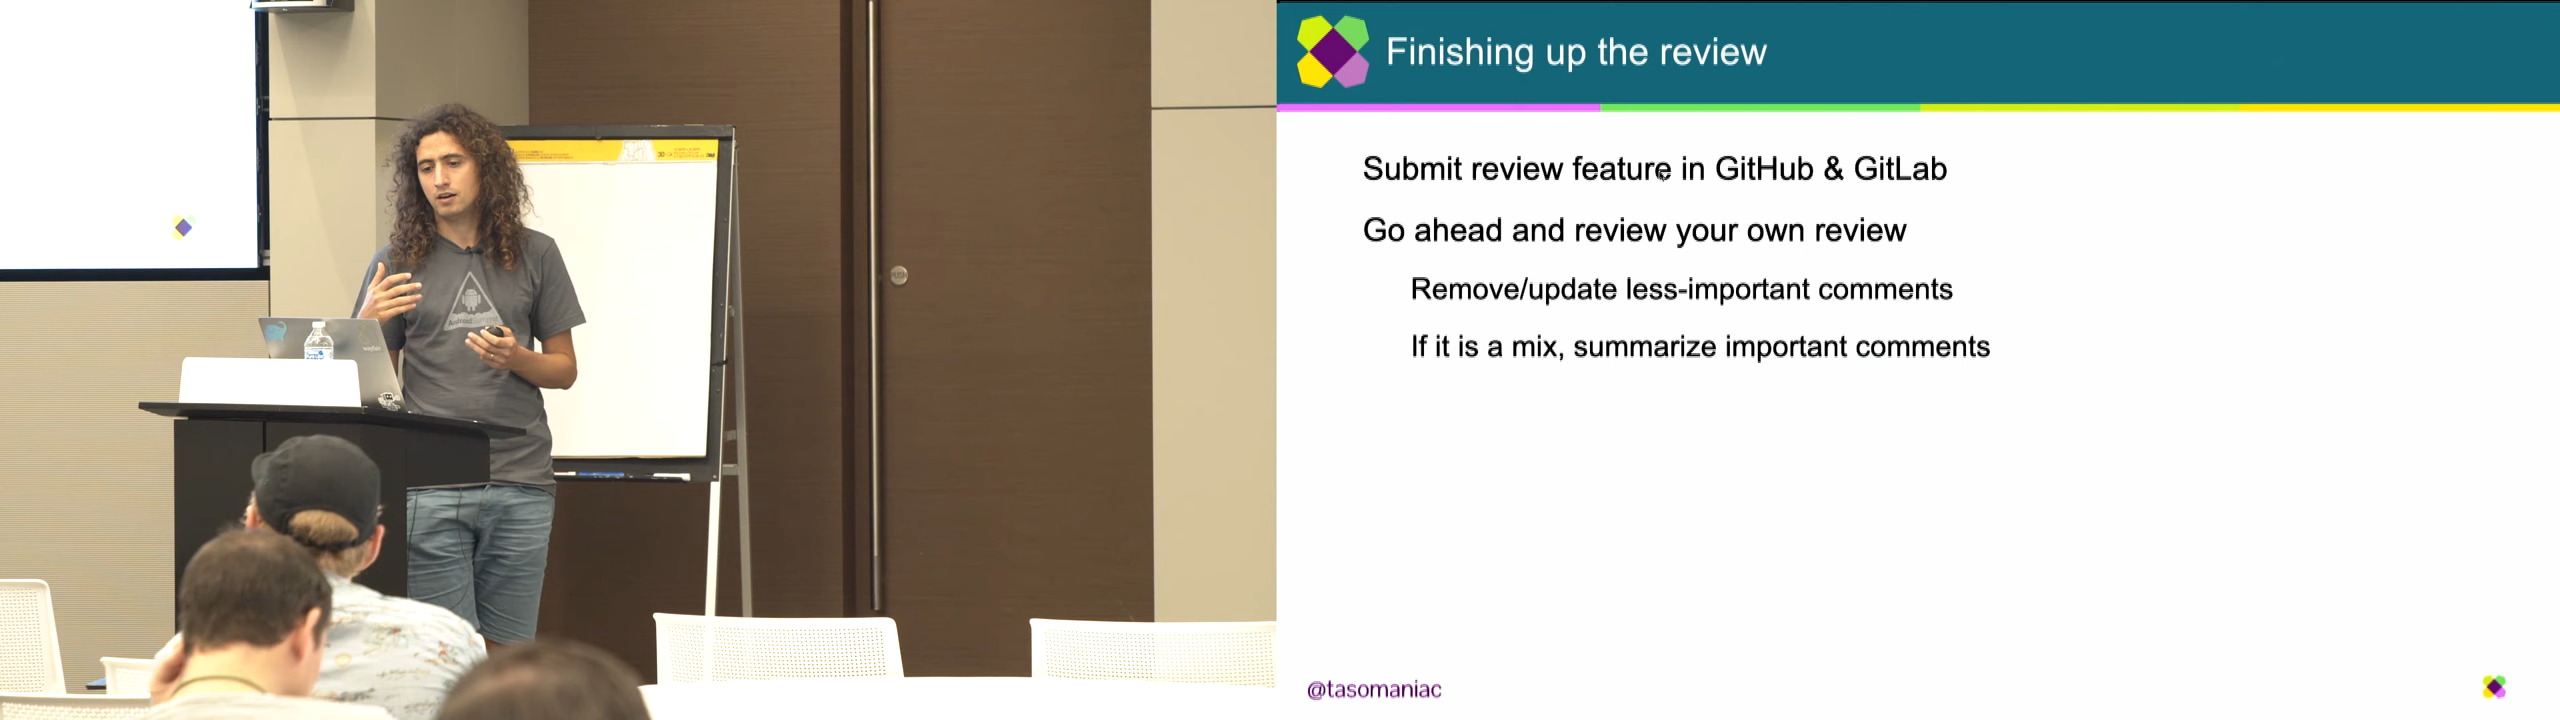 Finishing up the review
Submit review feature in GitHub & GitLab
Go ahead and review your own review
Remove/update less-important comments
If it is a mix, summarize important comments
@tasomaniac
wayfair